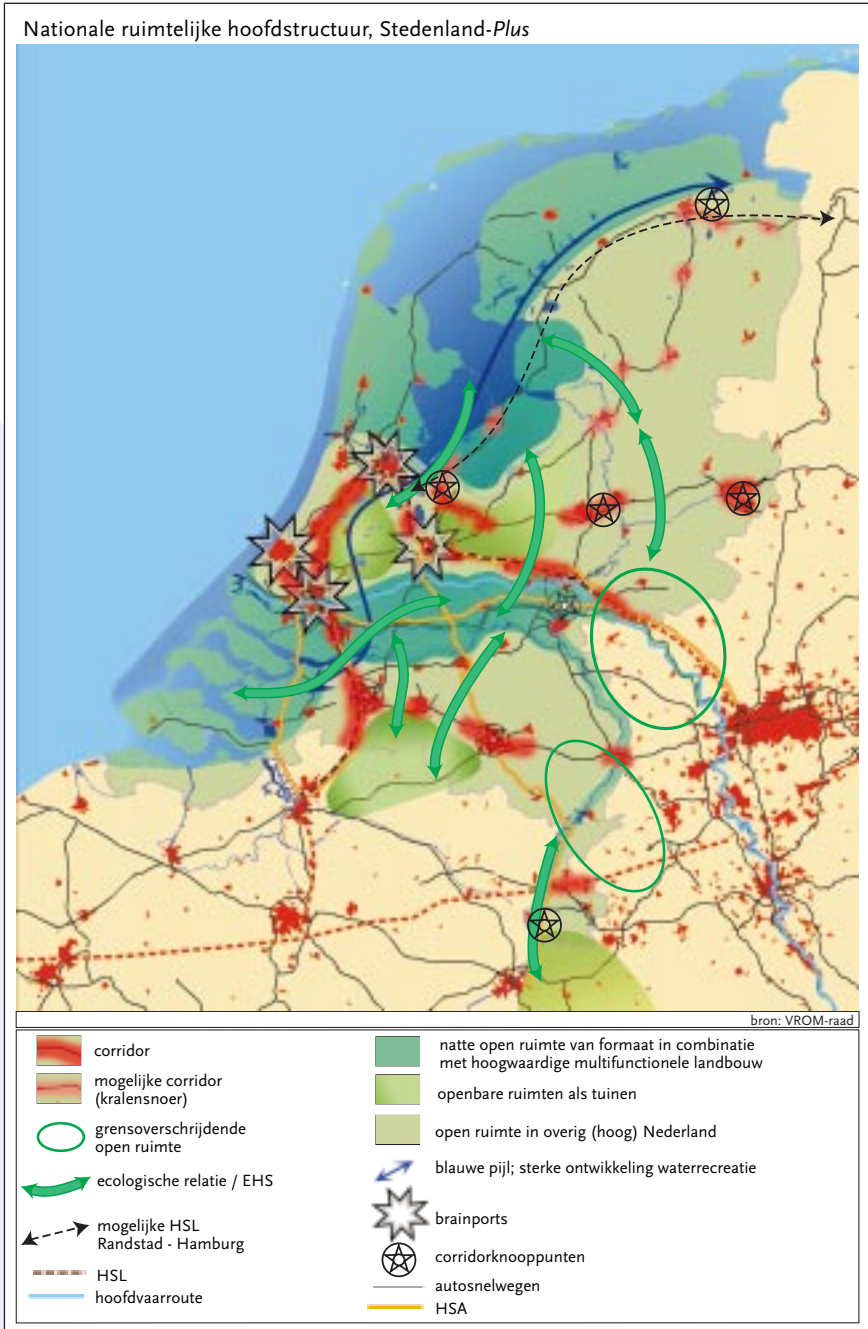 Nationale ruimtelijke hoofdstructuur, Stedenland-Plus
bron: VROM-raad
corridor
mogelijke corridor
(kralensnoer)
grensoverschrijdende
open ruimte
ecologische relatie / EHS
mogelijke HSL
Randstad - Hamburg
HSL
hoofdvaarroute
natte open ruimte van formaat in combinatie
met hoogwaardige multifunctionele landbouw
openbare ruimten als tuinen
open ruimte in overig (hoog) Nederland
blauwe pijl; sterke ontwikkeling waterrecreatie
brainports
corridorknooppunten
autosnelwegen
HSA